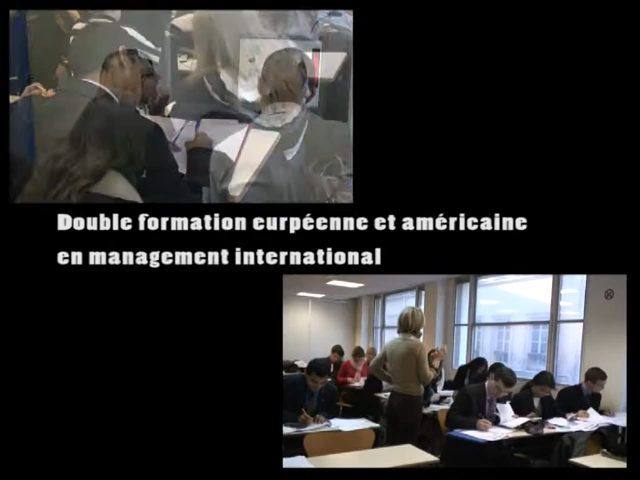 Double formation eurpéenne et américaine
en management international